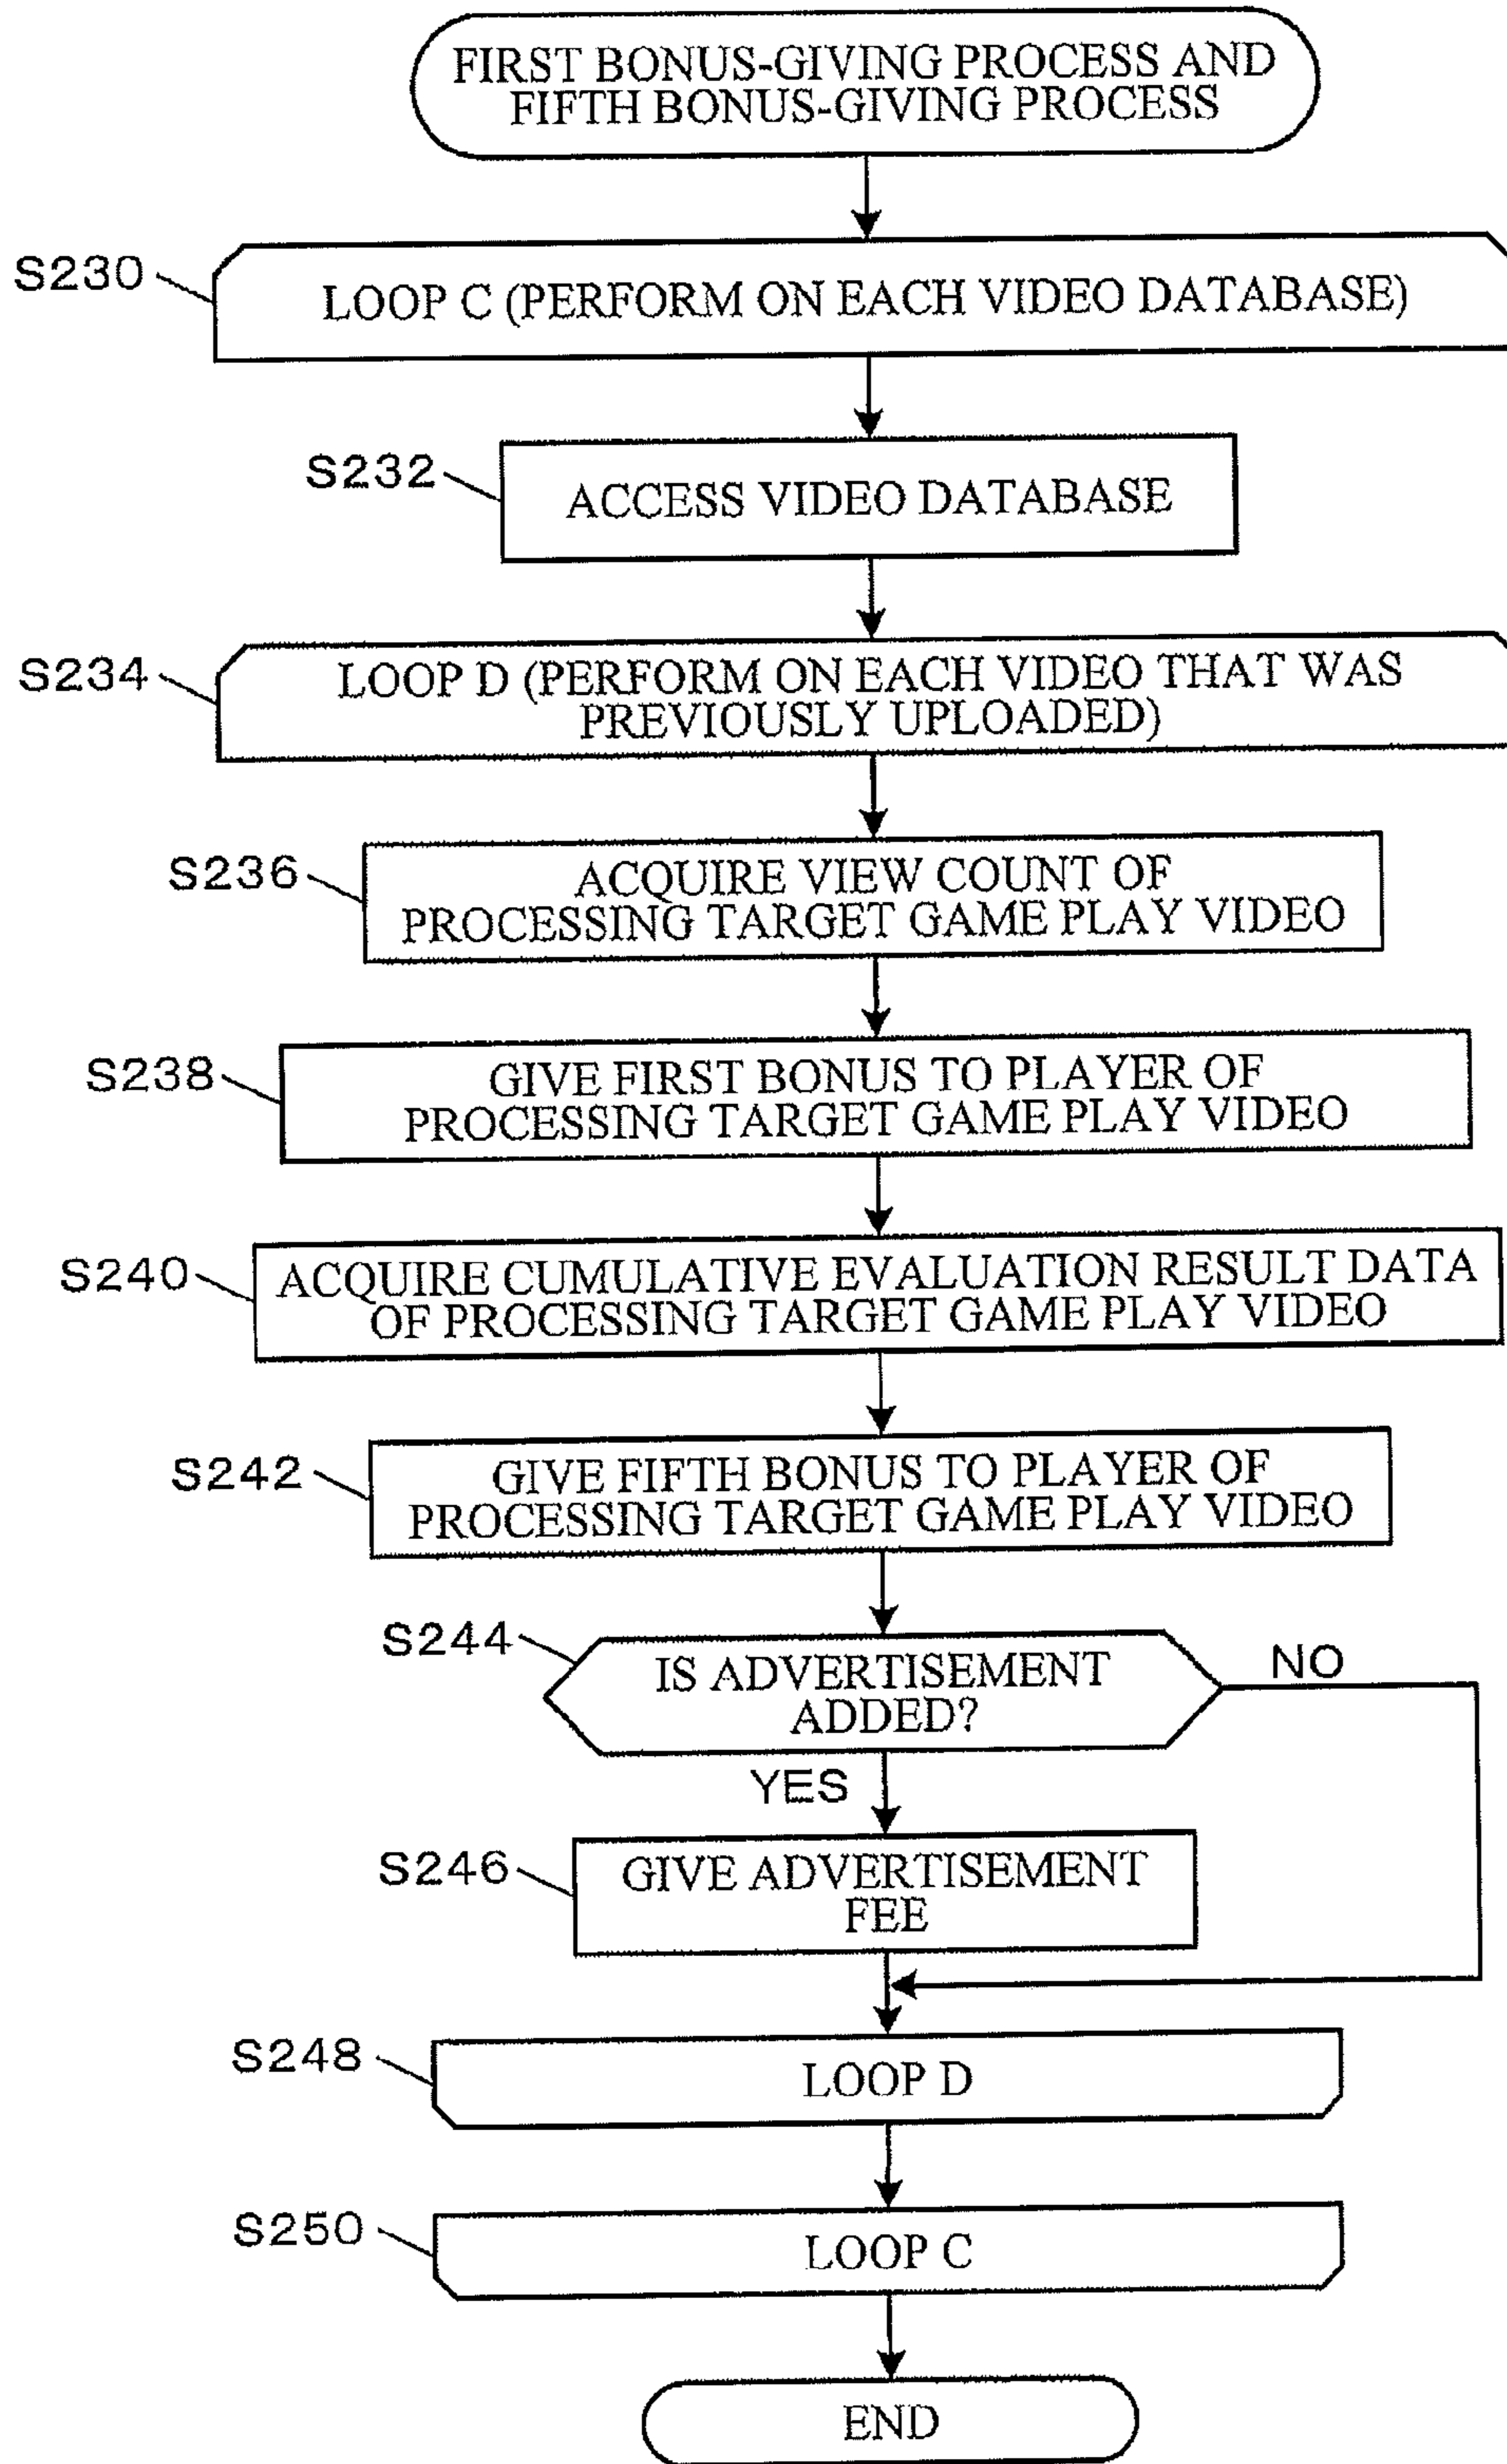 FIRST BONUS-GIVING PROCESS AND
FIFTH BONUS-GIVING PROCESS
S230
LOOP C (PERFORM ON EACH VIDEO DATABASE)
S232
ACCESS VIDEO DATABASE
S234
LOOP D (PERFORM ON EACH VIDEO THAT WAS
PREVIOUSLY UPLOADED)
S236
ACQUIRE VIEW COUNT OF
PROCESSING TARGET GAME PLAY VIDEO
S238
GIVE FIRST BONUS TO PLAYER OF
PROCESSING TARGET GAME PLAY VIDEO
S240
ACQUIRE CUMULATIVE EVALUATION RESULT DATA
OF PROCESSING TARGET GAME PLAY VIDEO
S242
GIVE FIFTH BONUS TO PLAYER OF
PROCESSING TARGET GAME PLAY VIDEO
S244
IS ADVERTISEMENT
ADDED?
NO
YES
S246
GIVE ADVERTISEMENT
FEE
S248
LOOP D
S250
LOOP C
END